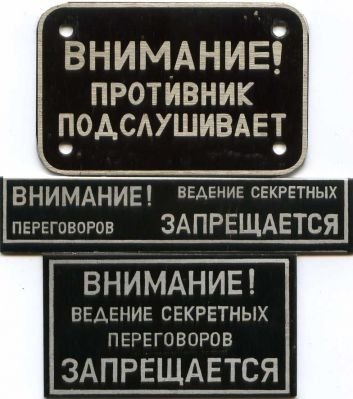 ВНИМАНИЕ!
ПРОТИВНИК
ПОДСЛУШИВАЕТ
ВНИМАНИЕ! ВЕДЕНИЕ СЕКРЕТНЫХ
ПЕРЕГОВОРОВ ЗАПРЕЩАЕТСЯ
ВНИМАНИЕ!
ВЕДЕНИЕ СЕКРЕТНЫХ
ПЕРЕГОВОРОВ
ЗАПРЕЩАЕТСЯ